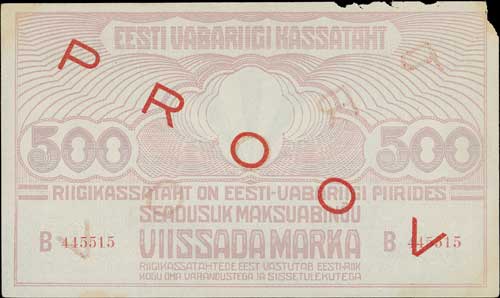 EESTI VABARIIGI KASSATÄHT
PROOV
500 500
RIIGIKASSATÄHT ON EESTI-VABARIIGI PIIRIDES
SEADUSLIK MAKSUABINÕU
B 445515 B 445515
VIISSADA MARKA
RIIGIKASSATÄHTEDE EEST VASTUTAB EESTI-RIIK
KOGU OMA VARANDUSTEGA JA SISSETULEKUTEGA